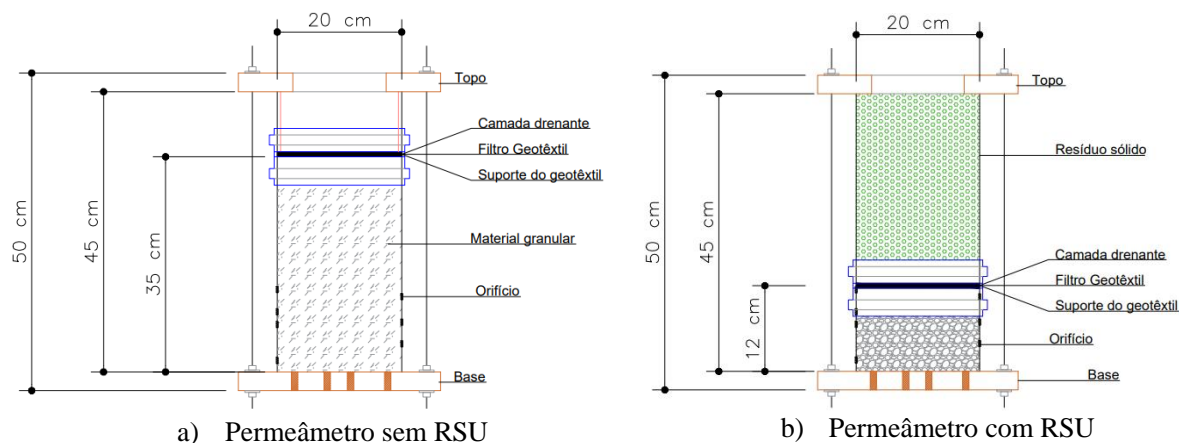 20 cm
Topo
Camada drenante
Filtro Geotêxtil
Suporte do geotêxtil
Material granular
Orifício
Base
50 cm
45 cm
35 cm
a) Permeâmetro sem RSU
20 cm
Topo
Resíduo sólido
Camada drenante
Filtro Geotêxtil
Suporte do geotêxtil
Orifício
Base
50 cm
45 cm
12 cm
b) Permeâmetro com RSU